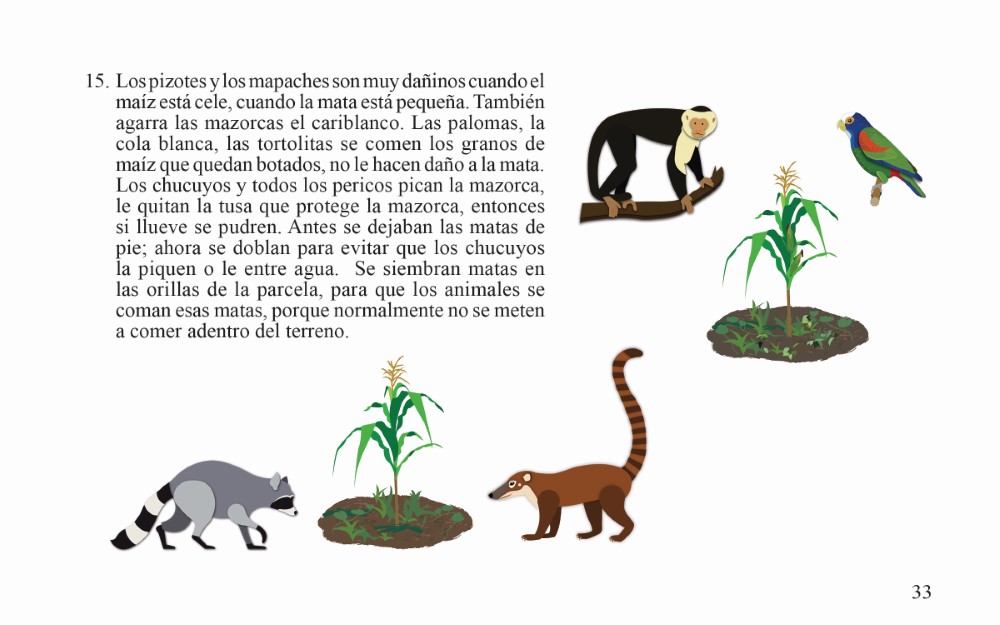 15. Los pizotes y los mapaches son muy dañinos cuando el
maíz está cele, cuando la mata está pequeña. También
agarra las mazorcas el cariblanco. Las palomas, la
cola blanca, las tortolitas se comen los granos de
maíz que quedan botados, no le hacen daño a la mata.
Los chucuyos y todos los pericos pican la mazorca,
le quitan la tusa que protege la mazorca, entonces
si llueve se pudren. Antes se dejaban las matas de
pie; ahora se doblan para evitar que los chucuyos
la piquen o le entre agua. Se siembran matas en
las orillas de la parcela, para que los animales se
coman esas matas, porque normalmente no se meten
a comer adentro del terreno.
33